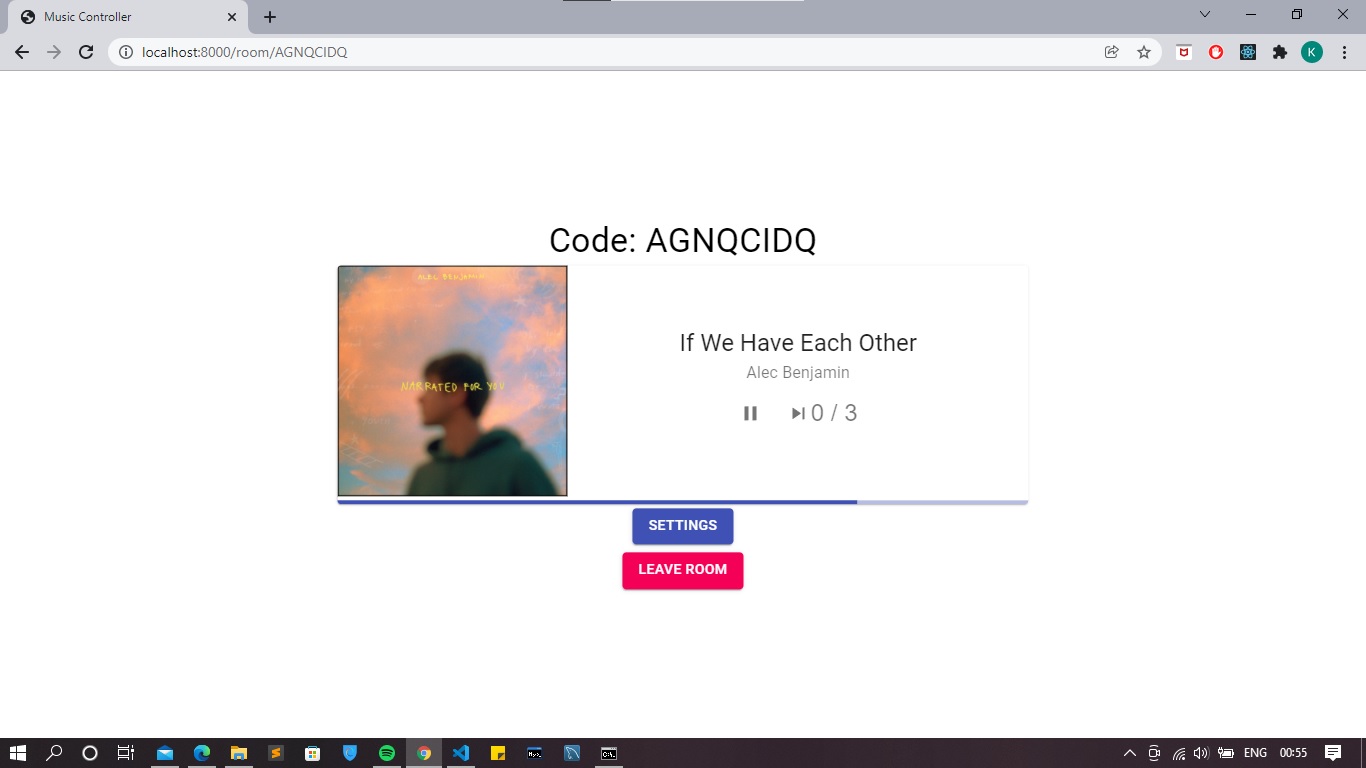 Music Controller
localhost:8000/room/AGNQCIDQ
K
Code: AGNQCIDQ
ALEC BENJAMIN
NARRATED FOR YOU
If We Have Each Other
Alec Benjamin
0 / 3
SETTINGS
LEAVE ROOM
ENG
00:55